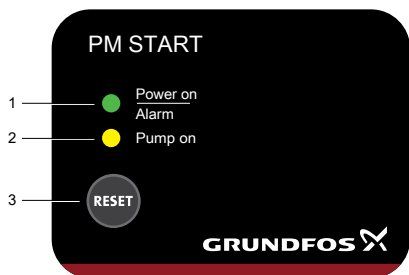 PM START
1
Power on
Alarm
2
Pump on
3
RESET
GRUNDFOS